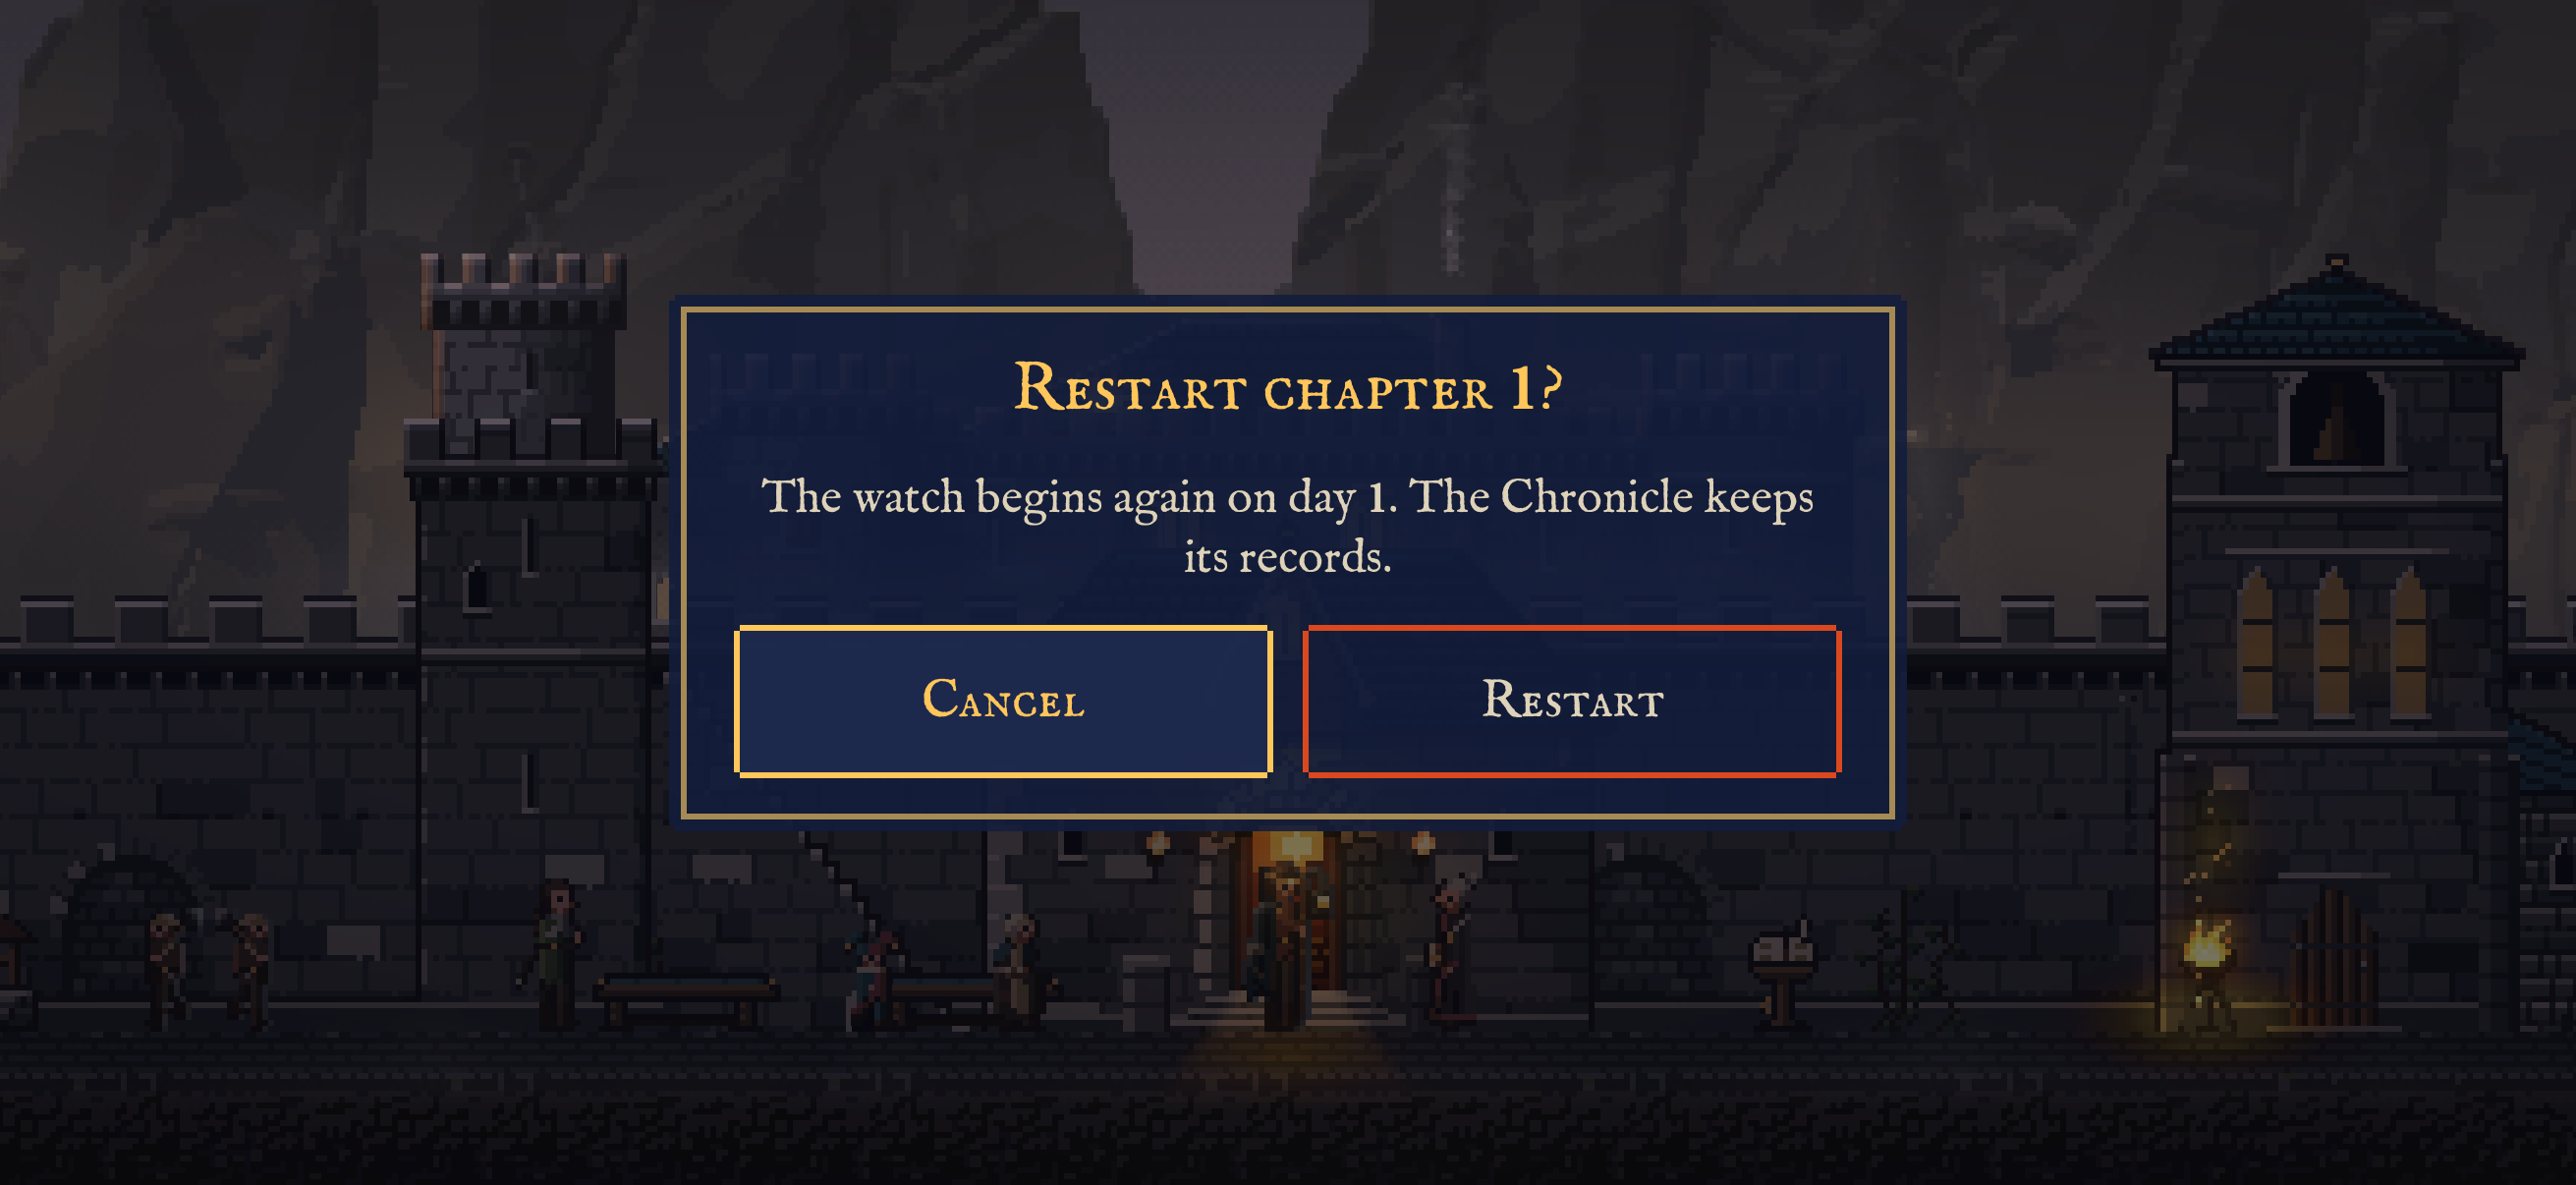 Restart chapter 1?
The watch begins again on day 1. The Chronicle keeps
its records.
Cancel
Restart